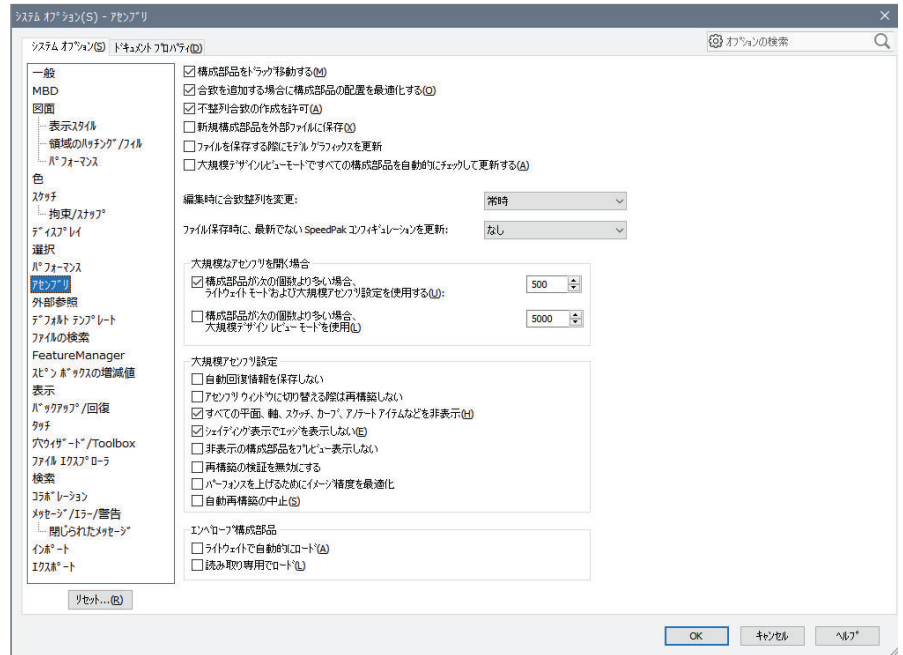 システム オプション(S) - アセンブリ
システム オプション(S) ドキュメント プロパティ(D)
オプションの検索
一般
MBD
図面
表示スタイル
領域のハッチング/フィル
パフォーマンス
色
スケッチ
拘束/スナップ
ディスプレイ
選択
パフォーマンス
アセンブリ
外部参照
デフォルト テンプレート
ファイルの検索
FeatureManager
スピン ボックスの増減値
表示
バックアップ/回復
タッチ
穴ウィザード/Toolbox
ファイル エクスプローラ
検索
コラボレーション
メッセージ/エラー/警告
閉じられたメッセージ
インポート
エクスポート
リセット...(R)
構成部品をドラッグ移動する(M)
合致を追加する場合に構成部品の配置を最適化する(O)
不整列合致の作成を許可(A)
新規構成部品を外部ファイルに保存(X)
ファイルを保存する際にモデル グラフィックスを更新
大規模デザインレビューモードですべての構成部品を自動的にチェックして更新する(A)
編集時に合致整列を変更: 常時
ファイル保存時に、最新でない SpeedPak コンフィギュレーションを更新: なし
大規模なアセンブリを開く場合
構成部品が次の個数より多い場合、
ライトウェイト モードおよび大規模アセンブリ設定を使用する(U): 500
構成部品が次の個数より多い場合、
大規模デザイン レビュー モードを使用(L) 5000
大規模アセンブリ設定
自動回復情報を保存しない
アセンブリ ウィンドウに切り替える際は再構築しない
すべての平面、軸、スケッチ、カーブ、アノテート アイテムなどを非表示(H)
シェイディング表示でエッジを表示しない(E)
非表示の構成部品をプレビュー表示しない
再構築の検証を無効にする
パーフォンスを上げるためにイメージ精度を最適化
自動再構築の中止(S)
エンベロープ構成部品
ライトウェイトで自動的にロード(A)
読み取り専用でロード(L)
OK キャンセル ヘルプ